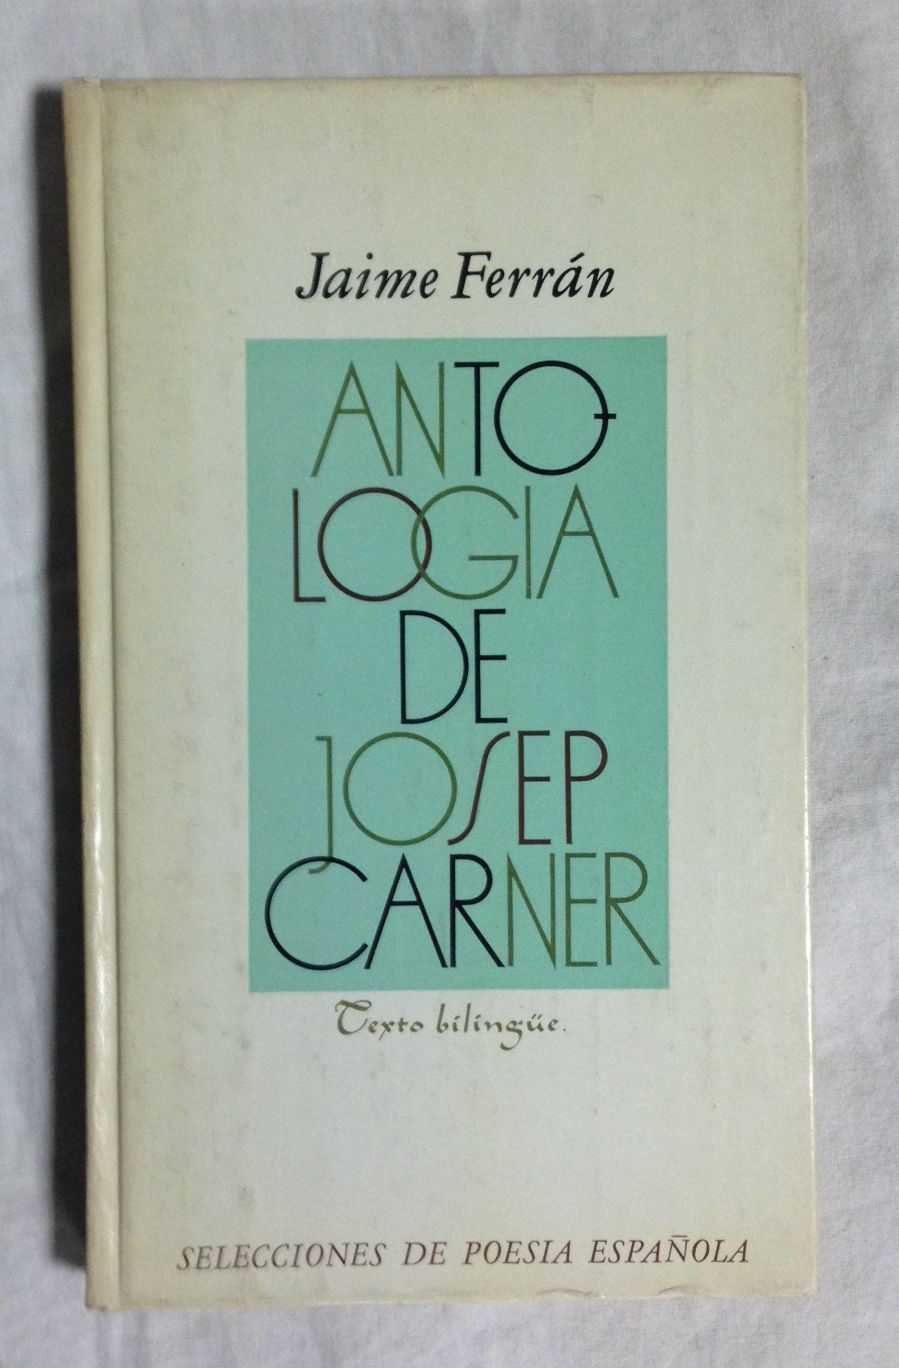 Jaime Ferrán
ANTO-
LOGIA
DE
JOSEP
CARNER
Texto bilingüe.
SELECCIONES DE POESIA ESPAÑOLA